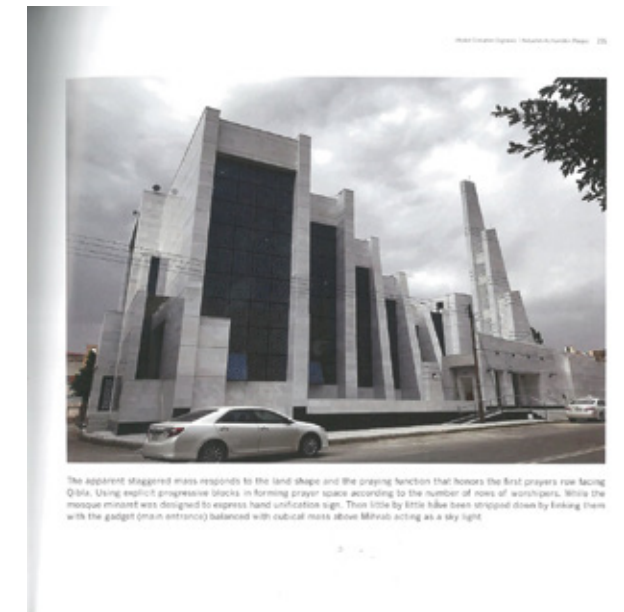 The apparent staggered mass responds to the land shape and the praying function that honors the first prayers row facing
Qibla. Using explicit progressive blocks in forming prayer space according to the number of rows of worshipers. While the
mosque minaret was designed to express hand unification sign. Then little by little have been stripped down by linking them
with the gadget (main entrance) balanced with cubical mass above Mihrab acting as a sky light